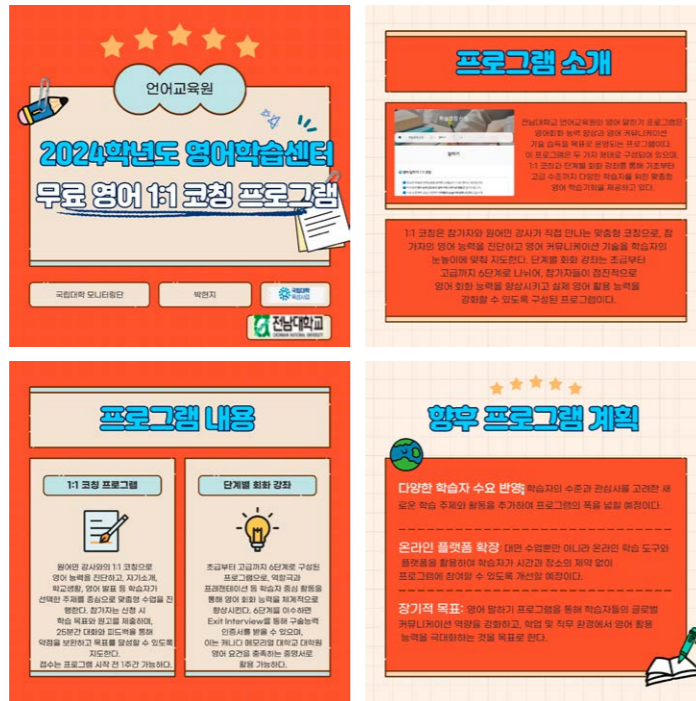 언어교육원
2024학년도 영어학습센터
무료 영어 1:1 코칭 프로그램
국립대학 모니터링단
박현지
국립대학
육성사업
전남대학교
프로그램 소개
말하기
전남대학교 언어교육원의 영어 말하기 프로그램은
영어회화 능력 향상과 영어 커뮤니케이션
기술 습득을 목표로 운영되는 프로그램이다.
이 프로그램은 두 가지 형태로 구성되어 있으며,
1:1 코칭과 단계별 회화 강좌를 통해 기초부터
고급 수준까지 다양한 학습자를 위한 맞춤형
영어 학습기회를 제공하고 있다.
1:1 코칭은 참가자와 원어민 강사가 직접 만나는 맞춤형 코칭으로, 참
가자의 영어 능력을 진단하고 영어 커뮤니케이션 기술을 학습자의
눈높이에 맞춰 지도한다. 단계별 회화 강좌는 초급부터
고급까지 6단계로 나뉘어, 참가자들이 점진적으로
영어 회화 능력을 향상시키고 실제 영어 활용 능력을
강화할 수 있도록 구성된 프로그램이다.
프로그램 내용
1:1 코칭 프로그램
원어민 강사와의 1:1 코칭으로
영어 능력을 진단하고, 자기소개,
학교생활, 영어 발표 등 학습자가
선택한 주제를 중심으로 맞춤형 수업을 진
행한다. 참가자는 신청 시
학습 목표와 원고를 제출하며,
25분간 대화와 피드백을 통해
약점을 보완하고 목표를 달성할 수 있도록
지도한다.
접수는 프로그램 시작 전 1주간 가능하다.
단계별 회화 강좌
초급부터 고급까지 6단계로 구성된
프로그램으로, 역할극과
프레젠테이션 등 학습자 중심 활동을
통해 영어 회화 능력을 체계적으로
향상시킨다. 6단계를 이수하면
Exit Interview를 통해 구술능력
인증서를 받을 수 있으며,
이는 캐나다 메모리얼 대학교 대학원
영어 요건을 충족하는 증명서로
활용 가능하다.
향후 프로그램 계획
다양한 학습자 수요 반영: 학습자의 수준과 관심사를 고려한 새
로운 학습 주제와 활동을 추가하여 프로그램의 폭을 넓힐 예정이다.
온라인 플랫폼 확장: 대면 수업뿐만 아니라 온라인 학습 도구와
플랫폼을 활용하여 학습자가 시간과 장소의 제약 없이
프로그램에 참여할 수 있도록 개선할 예정이다.
장기적 목표: 영어 말하기 프로그램을 통해 학습자들의 글로벌
커뮤니케이션 역량을 강화하고, 학업 및 직무 환경에서 영어 활용
능력을 극대화하는 것을 목표로 한다.